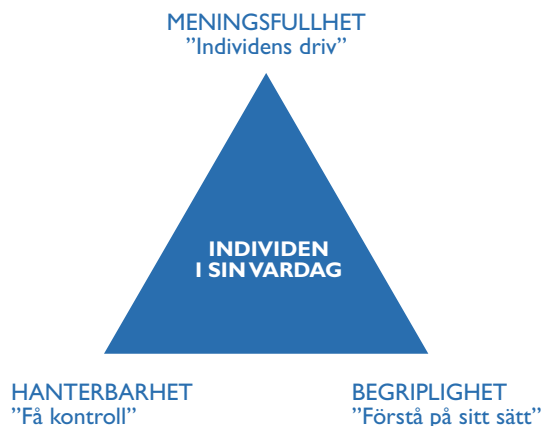 MENINGSFULLHET
”Individens driv”
INDIVIDEN
I SIN VARDAG
HANTERBARHET
”Få kontroll”
BEGRIPLIGHET
”Förstå på sitt sätt”